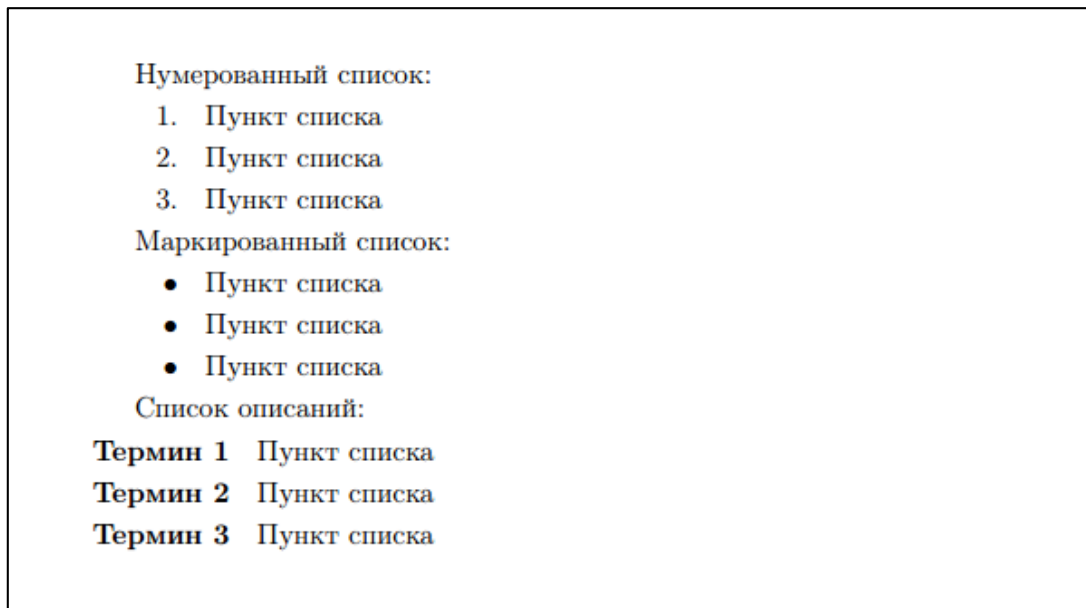 Нумерованный список:
1. Пункт списка
2. Пункт списка
3. Пункт списка
Маркированный список:
• Пункт списка
• Пункт списка
• Пункт списка
Список описаний:
Термин 1 Пункт списка
Термин 2 Пункт списка
Термин 3 Пункт списка